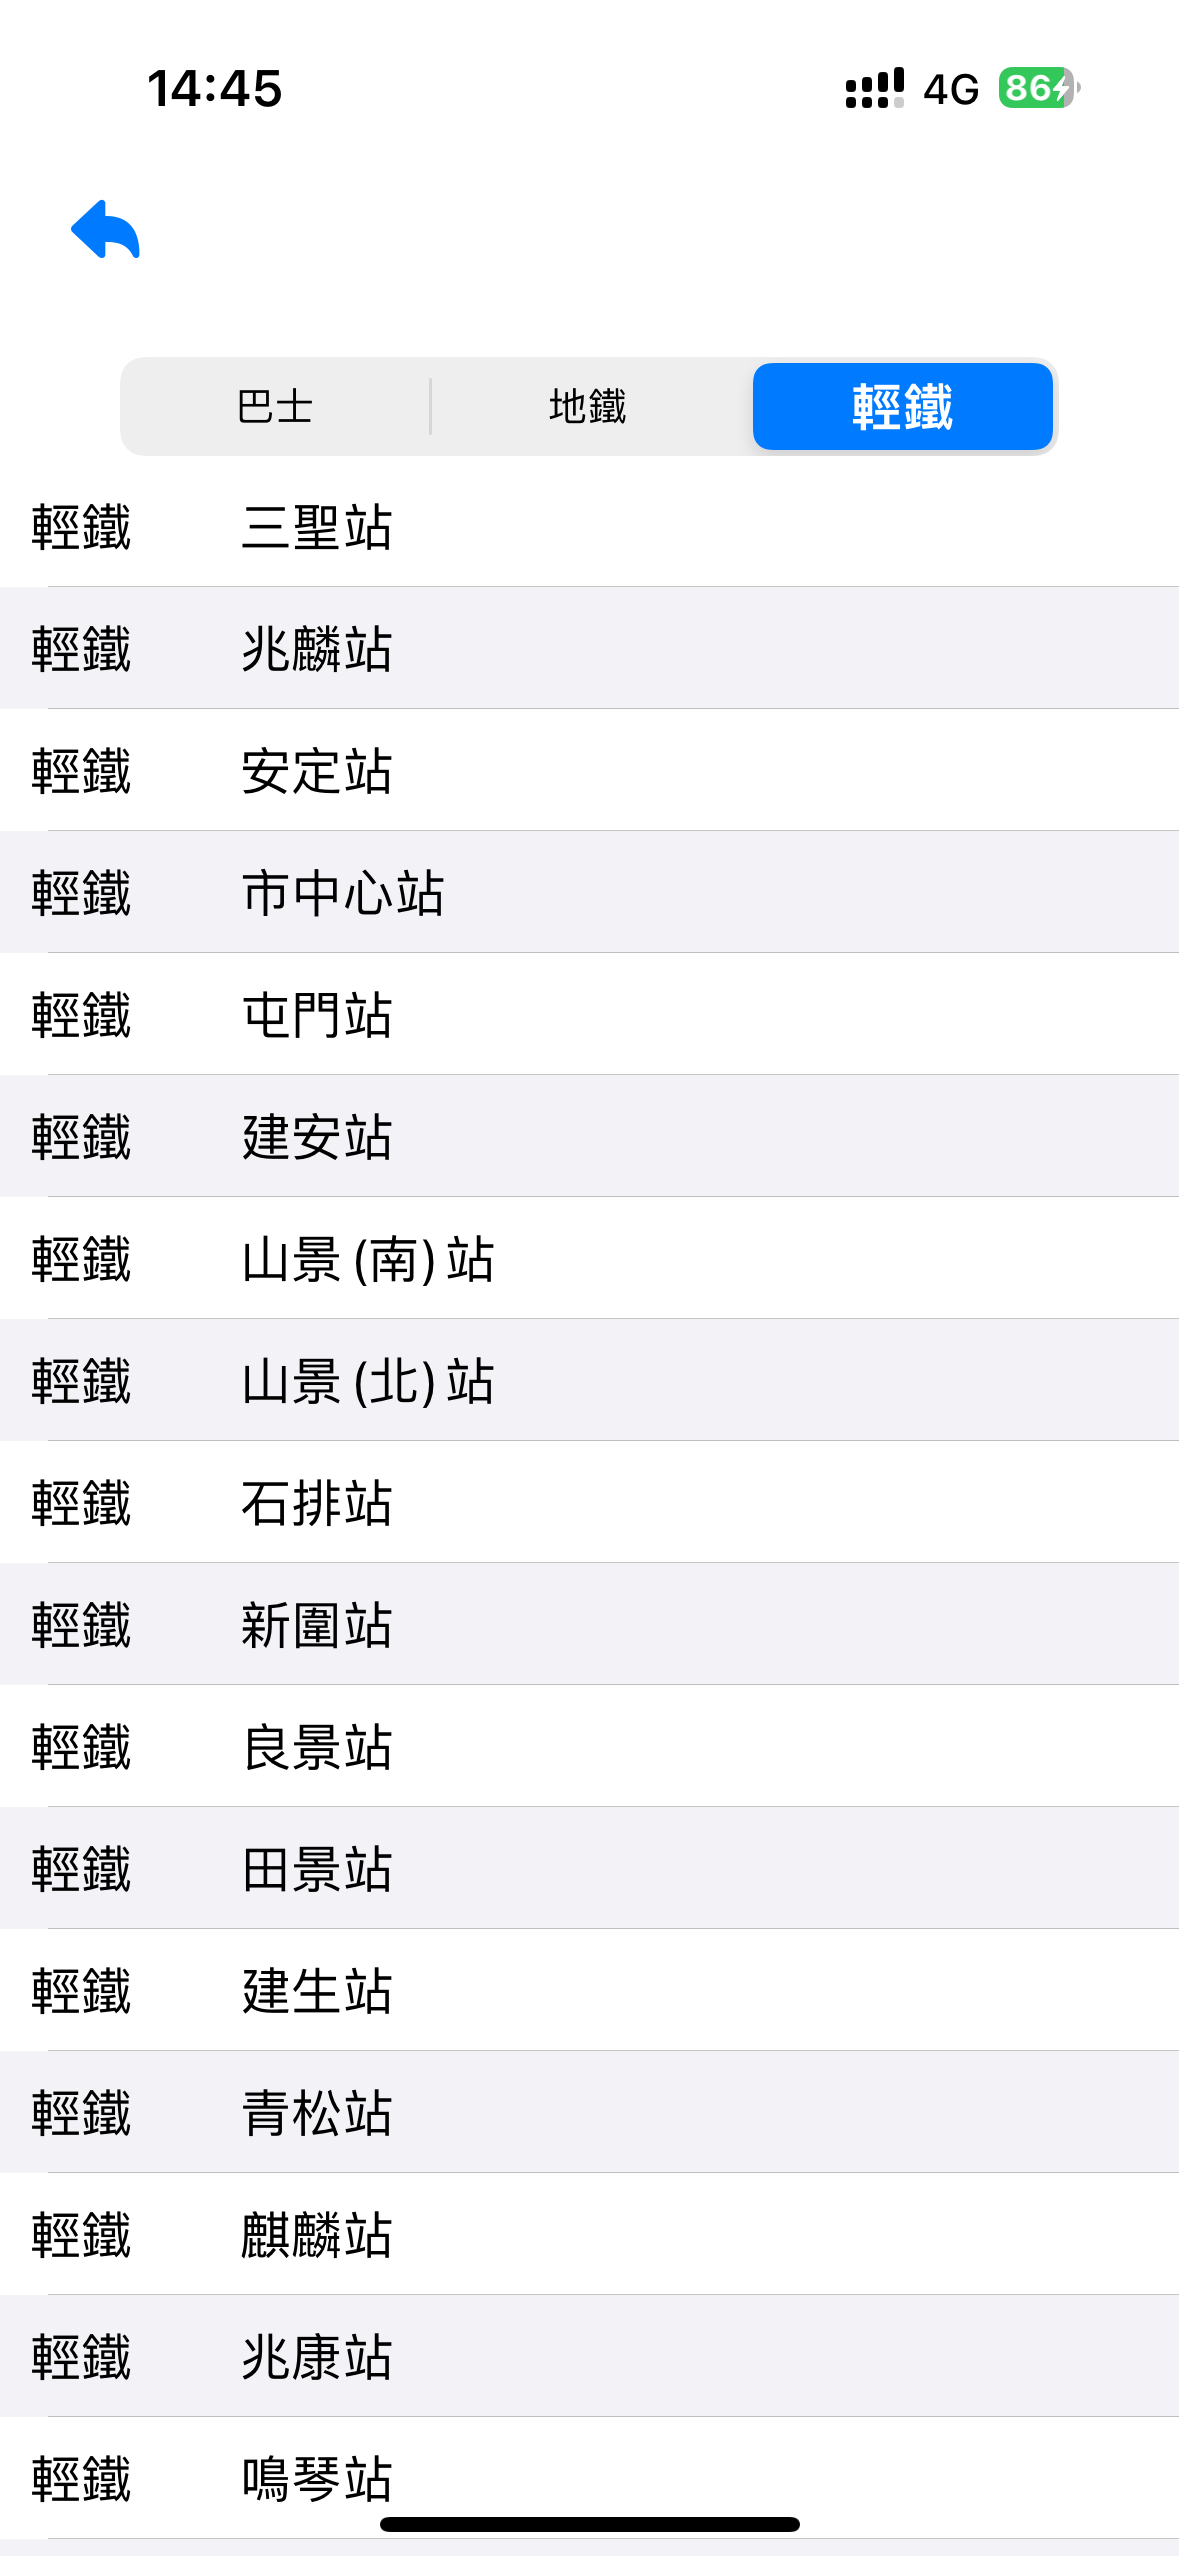 14:45 4G 86
巴士 地鐵 輕鐵
輕鐵 三聖站
輕鐵 兆麟站
輕鐵 安定站
輕鐵 市中心站
輕鐵 屯門站
輕鐵 建安站
輕鐵 山景 (南) 站
輕鐵 山景 (北) 站
輕鐵 石排站
輕鐵 新圍站
輕鐵 良景站
輕鐵 田景站
輕鐵 建生站
輕鐵 青松站
輕鐵 麒麟站
輕鐵 兆康站
輕鐵 鳴琴站